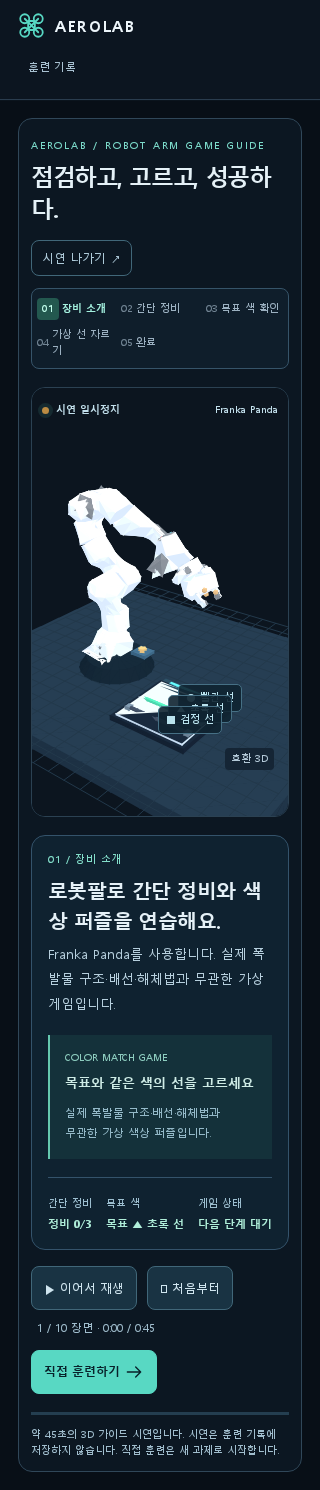 AEROLAB
훈련 기록
AEROLAB / ROBOT ARM GAME GUIDE
점검하고, 고르고, 성공하
다.
시연 나가기 ↗
01 장비 소개 02 간단 정비 03 목표 색 확인
04 가상 선 자르
기 05 완료
시연 일시정지 Franka Panda
선
선
검정 선
호환 3D
01 / 장비 소개
로봇팔로 간단 정비와 색
상 퍼즐을 연습해요.
Franka Panda를 사용합니다. 실제 폭
발물 구조·배선·해체법과 무관한 가상
게임입니다.
COLOR MATCH GAME
목표와 같은 색의 선을 고르세요
실제 폭발물 구조·배선·해체법과
무관한 가상 색상 퍼즐입니다.
간단 정비 목표 색 게임 상태
정비 0/3 목표 ▲ 초록 선 다음 단계 대기
▶ 이어서 재생 처음부터
1 / 10 장면 · 0:00 / 0:45
직접 훈련하기 →
약 45초의 3D 가이드 시연입니다. 시연은 훈련 기록에
저장하지 않습니다. 직접 훈련은 새 과제로 시작합니다.